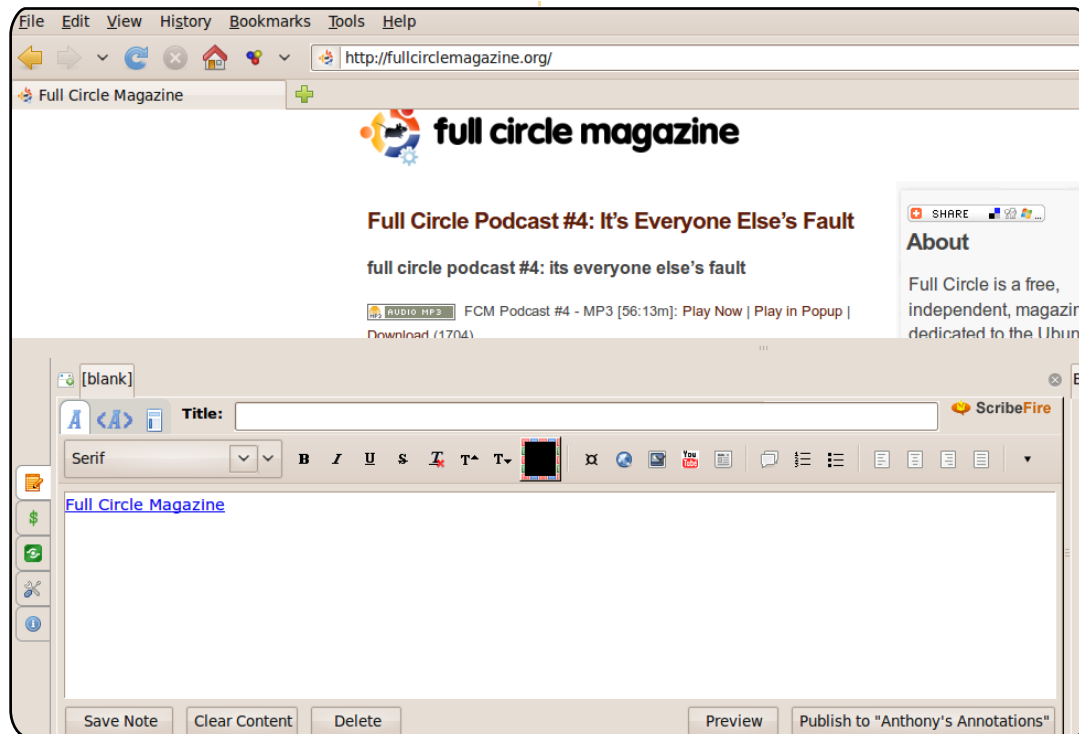 File Edit View History Bookmarks Tools Help
http://fullcirclemagazine.org/
Full Circle Magazine
full circle magazine
Full Circle Podcast #4: It's Everyone Else's Fault
full circle podcast #4: its everyone else's fault
AUDIO MP3 FCM Podcast #4 - MP3 [56:13m]: Play Now | Play in Popup |
Download (1704)
SHARE
About
Full Circle is a free,
independent, magazin
dedicated to the Ubun
[blank]
Title:
ScribeFire
Serif
B I U S T T T
You Tube
Full Circle Magazine
Save Note Clear Content Delete Preview Publish to "Anthony's Annotations"